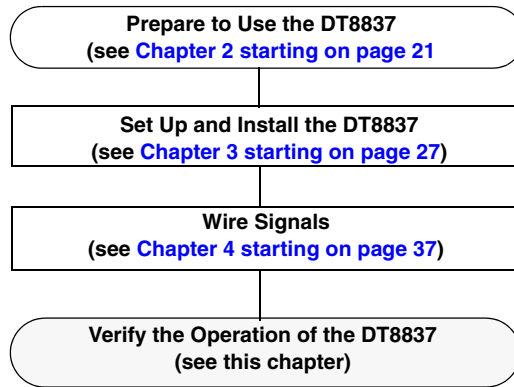 Prepare to Use the DT8837
(see Chapter 2 starting on page 21
Set Up and Install the DT8837
(see Chapter 3 starting on page 27)
Wire Signals
(see Chapter 4 starting on page 37)
Verify the Operation of the DT8837
(see this chapter)